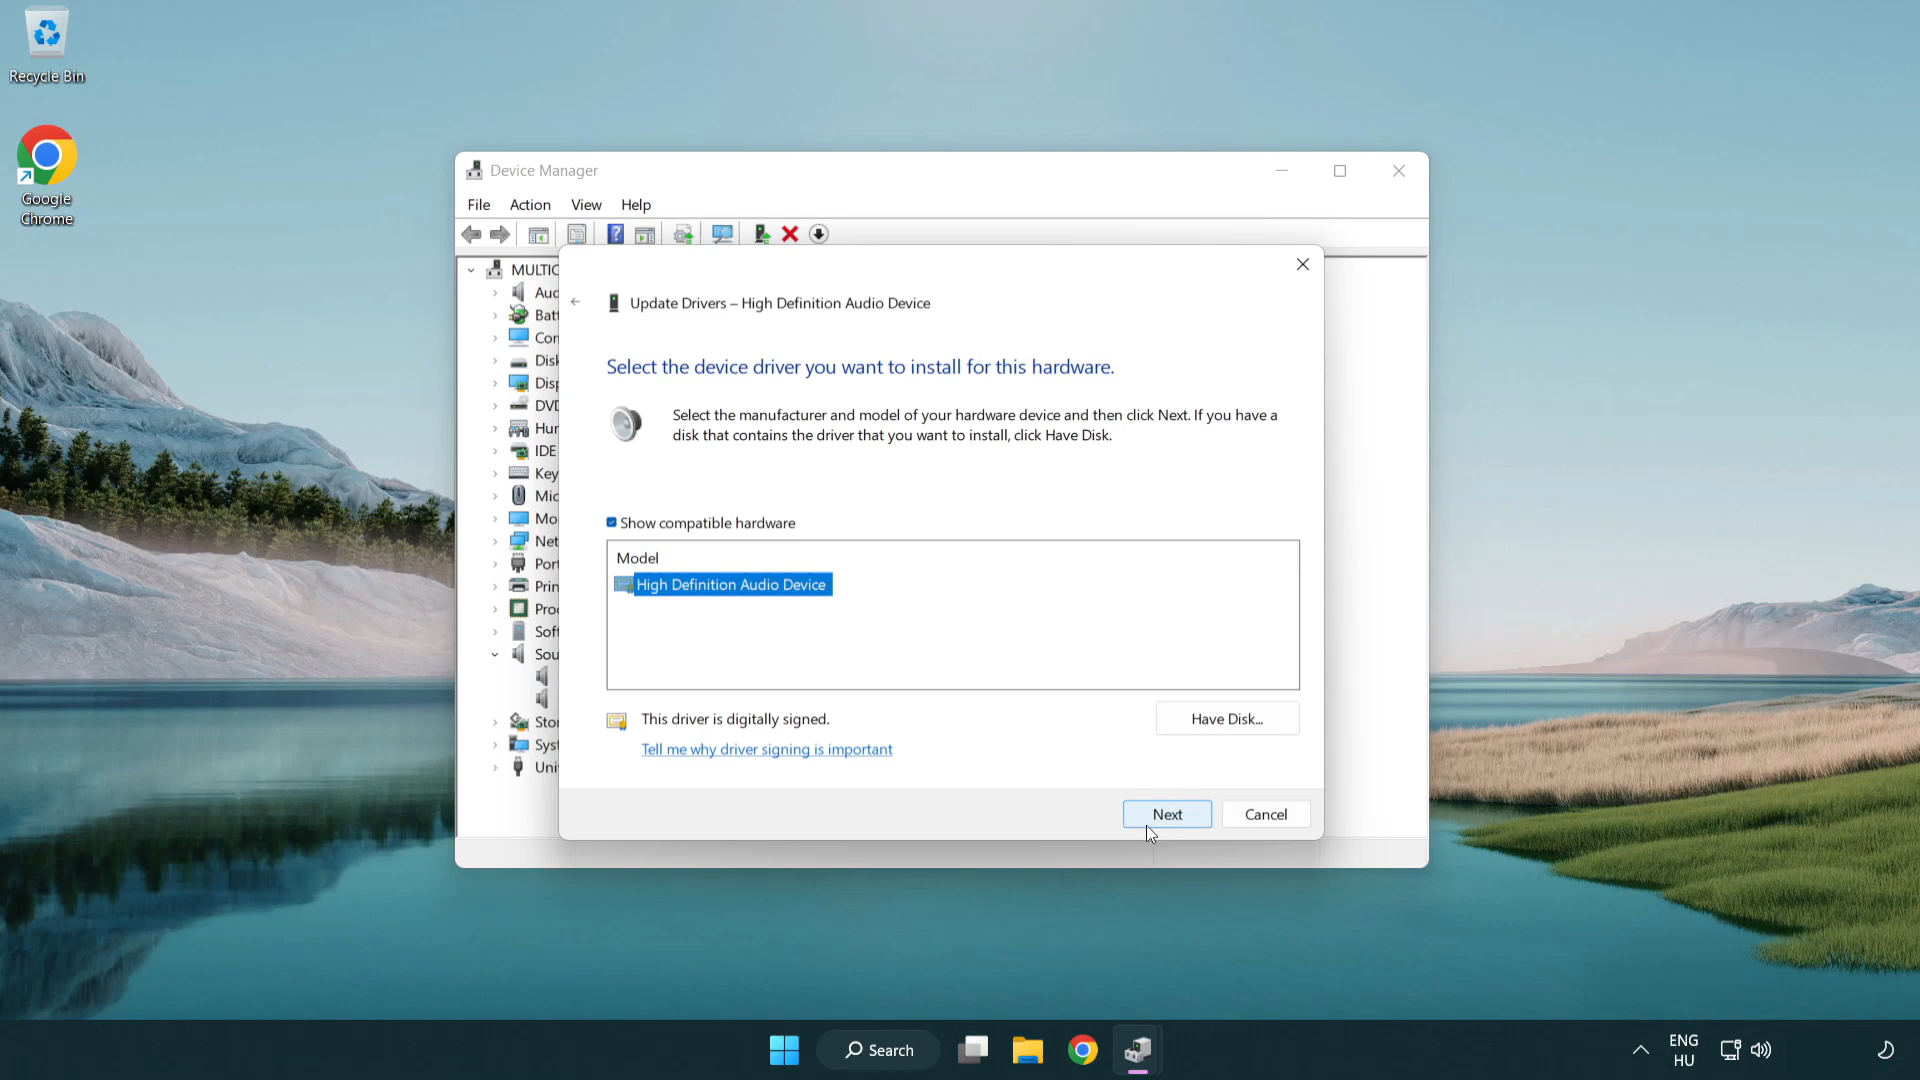 Recycle Bin
Google
Chrome
Device Manager
File Action View Help
Update Drivers – High Definition Audio Device
Select the device driver you want to install for this hardware.
Select the manufacturer and model of your hardware device and then click Next. If you have a
disk that contains the driver that you want to install, click Have Disk.
Show compatible hardware
Model
High Definition Audio Device
This driver is digitally signed.
Have Disk...
Tell me why driver signing is important
Next
Cancel
MULTIC
Aud
Batt
Con
Disk
Disp
DVD
Hum
IDE
Key
Mic
Mo
Net
Port
Prin
Proc
Soft
Sou
Stor
Syst
Uni
Search
ENG
HU